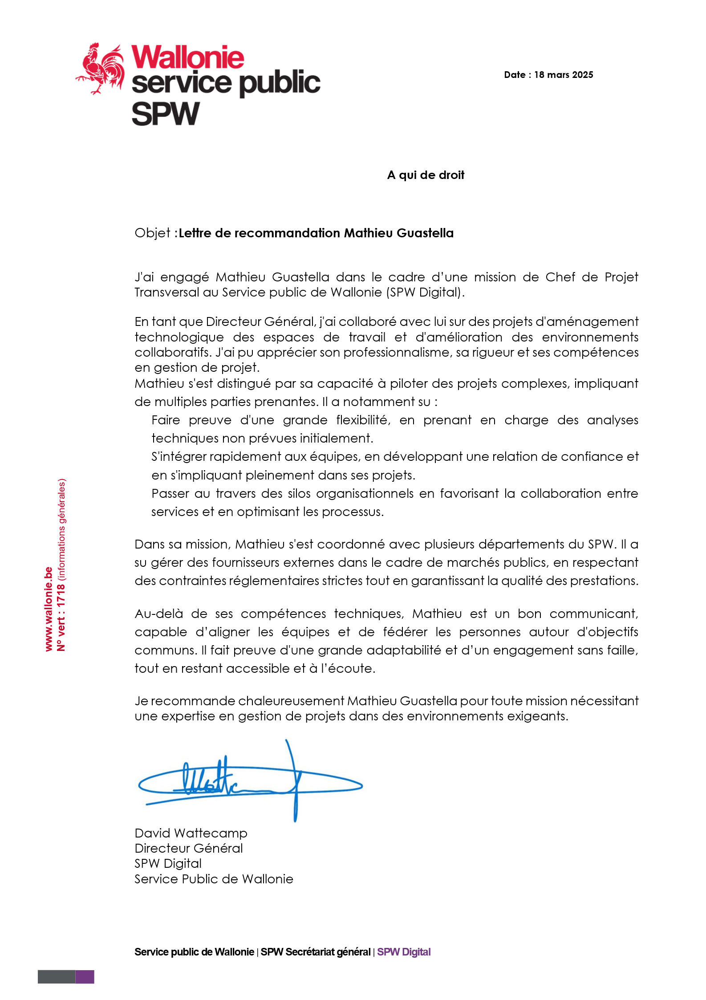 Wallonie
service public
SPW
Date : 18 mars 2025
A qui de droit
Objet :Lettre de recommandation Mathieu Guastella
J'ai engagé Mathieu Guastella dans le cadre d’une mission de Chef de Projet
Transversal au Service public de Wallonie (SPW Digital).
En tant que Directeur Général, j'ai collaboré avec lui sur des projets d'aménagement
technologique des espaces de travail et d'amélioration des environnements
collaboratifs. J'ai pu apprécier son professionnalisme, sa rigueur et ses compétences
en gestion de projet.
Mathieu s'est distingué par sa capacité à piloter des projets complexes, impliquant
de multiples parties prenantes. Il a notamment su :
Faire preuve d'une grande flexibilité, en prenant en charge des analyses
techniques non prévues initialement.
S'intégrer rapidement aux équipes, en développant une relation de confiance et
en s'impliquant pleinement dans ses projets.
Passer au travers des silos organisationnels en favorisant la collaboration entre
services et en optimisant les processus.
Dans sa mission, Mathieu s'est coordonné avec plusieurs départements du SPW. Il a
su gérer des fournisseurs externes dans le cadre de marchés publics, en respectant
des contraintes réglementaires strictes tout en garantissant la qualité des prestations.
Au-delà de ses compétences techniques, Mathieu est un bon communicant,
capable d’aligner les équipes et de fédérer les personnes autour d'objectifs
communs. Il fait preuve d'une grande adaptabilité et d’un engagement sans faille,
tout en restant accessible et à l’écoute.
Je recommande chaleureusement Mathieu Guastella pour toute mission nécessitant
une expertise en gestion de projets dans des environnements exigeants.
David Wattecamp
Directeur Général
SPW Digital
Service Public de Wallonie
www.wallonie.be
N° vert : 1718 (informations générales)
Service public de Wallonie | SPW Secrétariat général | SPW Digital